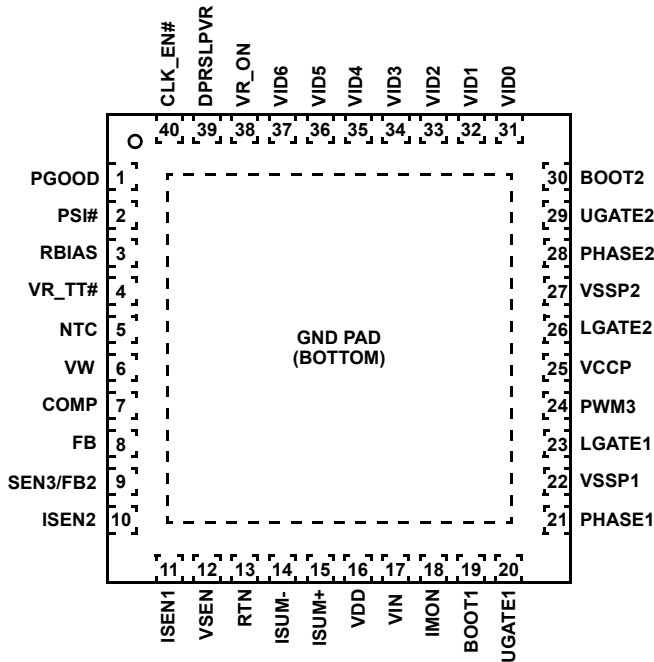 CLK_EN#
DPRSLPVR
VR_ON
VID6
VID5
VID4
VID3
VID2
VID1
VID0
40
39
38
37
36
35
34
33
32
31
PGOOD 1
PSI# 2
RBIAS 3
VR_TT# 4
NTC 5
VW 6
COMP 7
FB 8
SEN3/FB2 9
ISEN2 10
GND PAD
(BOTTOM)
30 BOOT2
29 UGATE2
28 PHASE2
27 VSSP2
26 LGATE2
25 VCCP
24 PWM3
23 LGATE1
22 VSSP1
21 PHASE1
11
12
13
14
15
16
17
18
19
20
ISEN1
VSEN
RTN
ISUM-
ISUM+
VDD
VIN
IMON
BOOT1
UGATE1